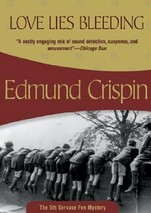 LOVE LIES BLEEDING
"A vastly engaging mix of sound detection, suspense, and
amusement"—Chicago Sun
Edmund Crispin
The 5th Gervase Fen Mystery